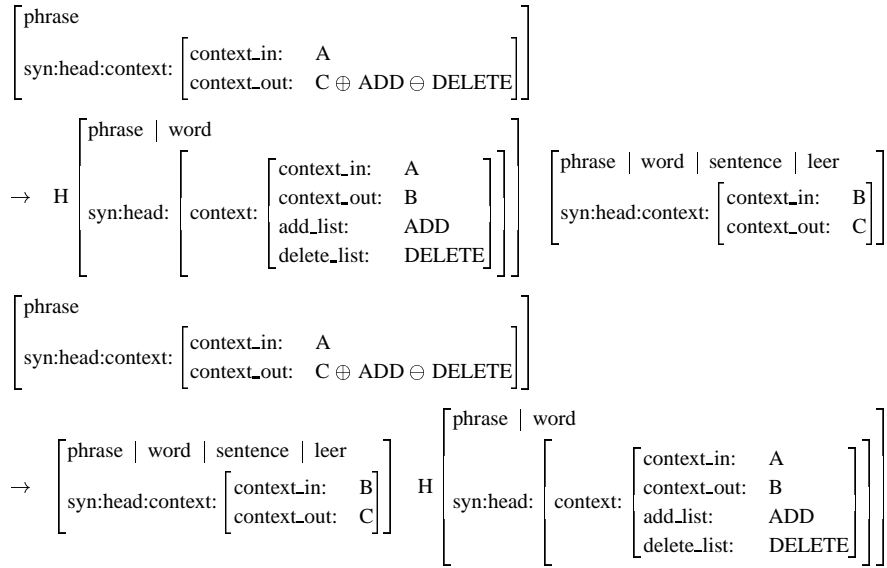 phrase
syn:head:context: context_in: A
context_out: C ⊕ ADD ⊖ DELETE
→ H phrase | word
syn:head: context: context_in: A
context_out: B
add_list: ADD
delete_list: DELETE
phrase | word | sentence | leer
syn:head:context: context_in: B
context_out: C
phrase
syn:head:context: context_in: A
context_out: C ⊕ ADD ⊖ DELETE
→ phrase | word | sentence | leer
syn:head:context: context_in: B
context_out: C
H phrase | word
syn:head: context: context_in: A
context_out: B
add_list: ADD
delete_list: DELETE